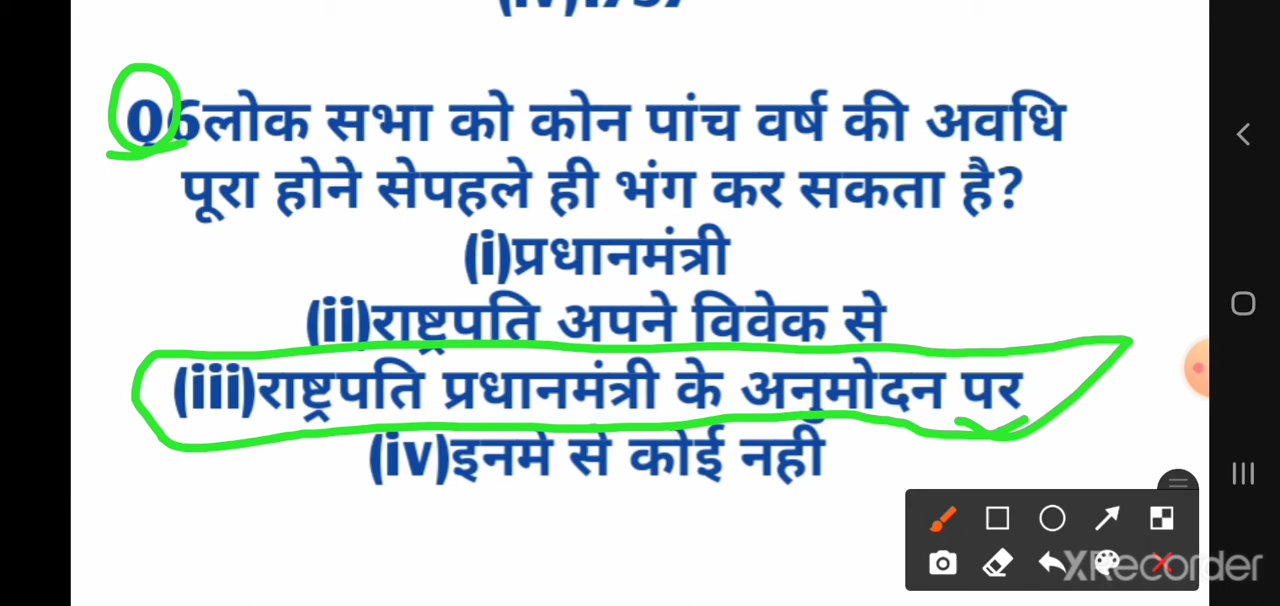 Q6लोक सभा को कोन पांच वर्ष की अवधि
पूरा होने सेपहले ही भंग कर सकता है?
(i)प्रधानमंत्री
(ii)राष्ट्रपति अपने विवेक से
(iii)राष्ट्रपति प्रधानमंत्री के अनुमोदन पर
(iv)इनमे से कोई नही
XRecorder